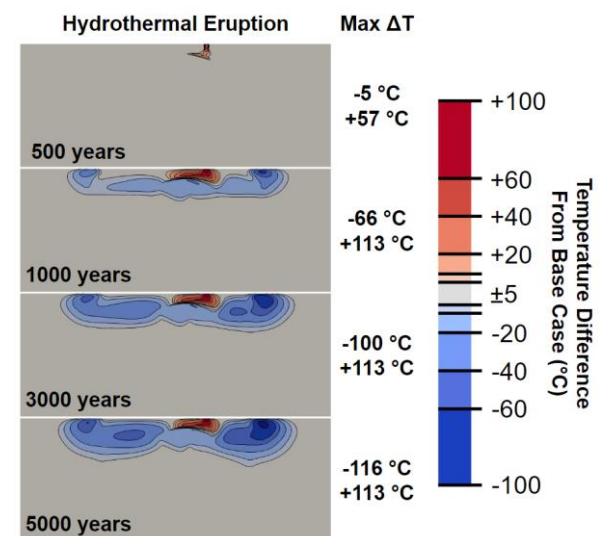 Hydrothermal Eruption
Max ΔT
500 years
-5 °C
+57 °C
1000 years
-66 °C
+113 °C
3000 years
-100 °C
+113 °C
5000 years
-116 °C
+113 °C
+100
+60
+40
+20
±5
-20
-40
-60
-100
Temperature Difference
From Base Case (°C)